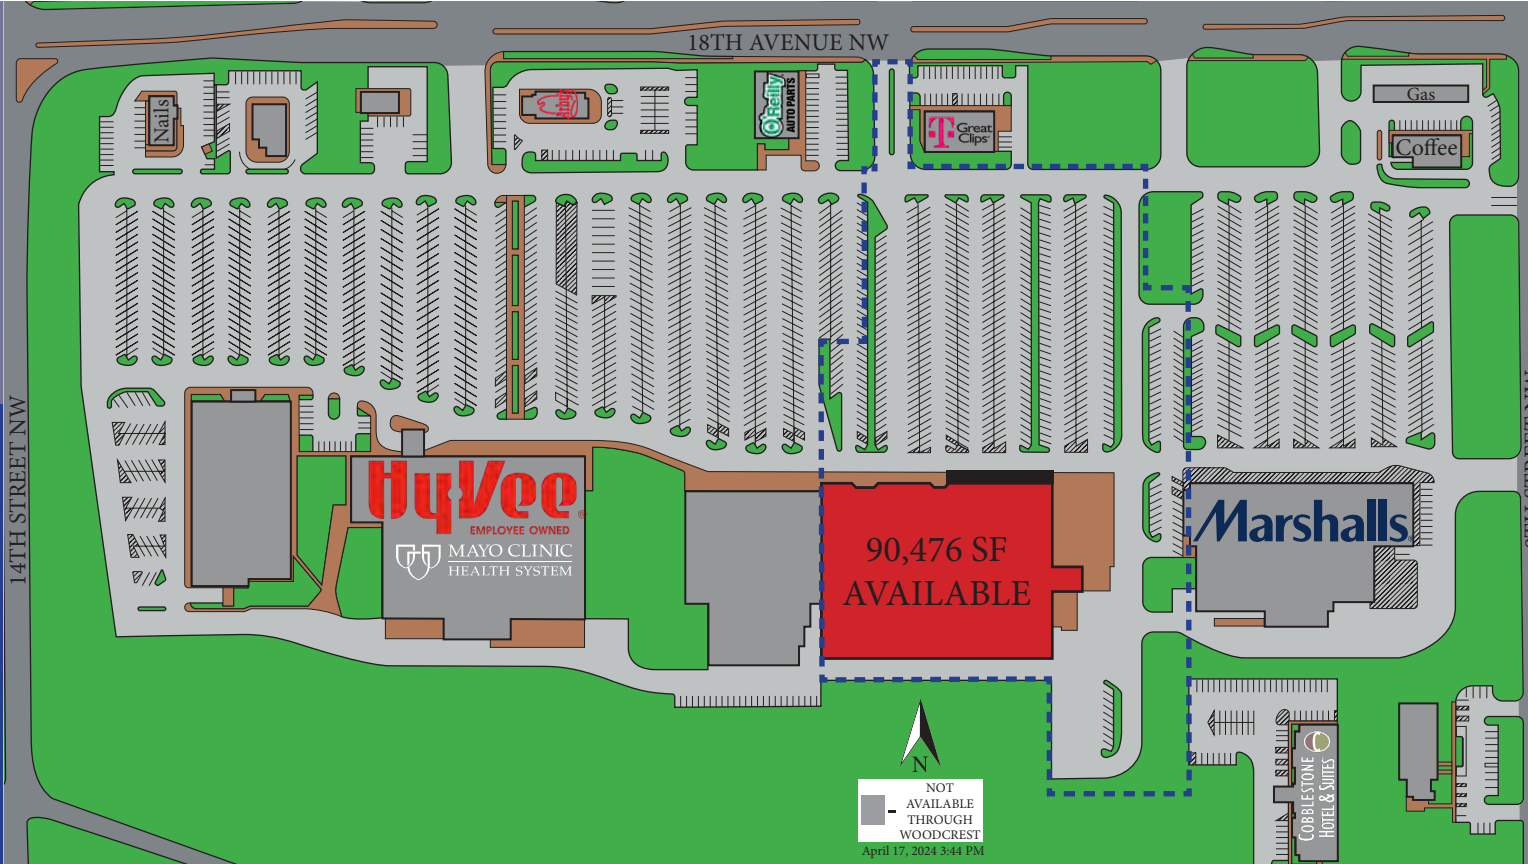 18TH AVENUE NW
Nails
Arby's
O'Reilly
AUTO PARTS
T
Great
Clips®
Gas
Coffee
14TH STREET NW
HyVee®
EMPLOYEE OWNED
MAYO CLINIC
HEALTH SYSTEM
90,476 SF
AVAILABLE
Marshalls®
N
NOT
AVAILABLE
THROUGH
WOODCREST
April 17, 2024 3:44 PM
COBBLESTONE
HOTEL & SUITES